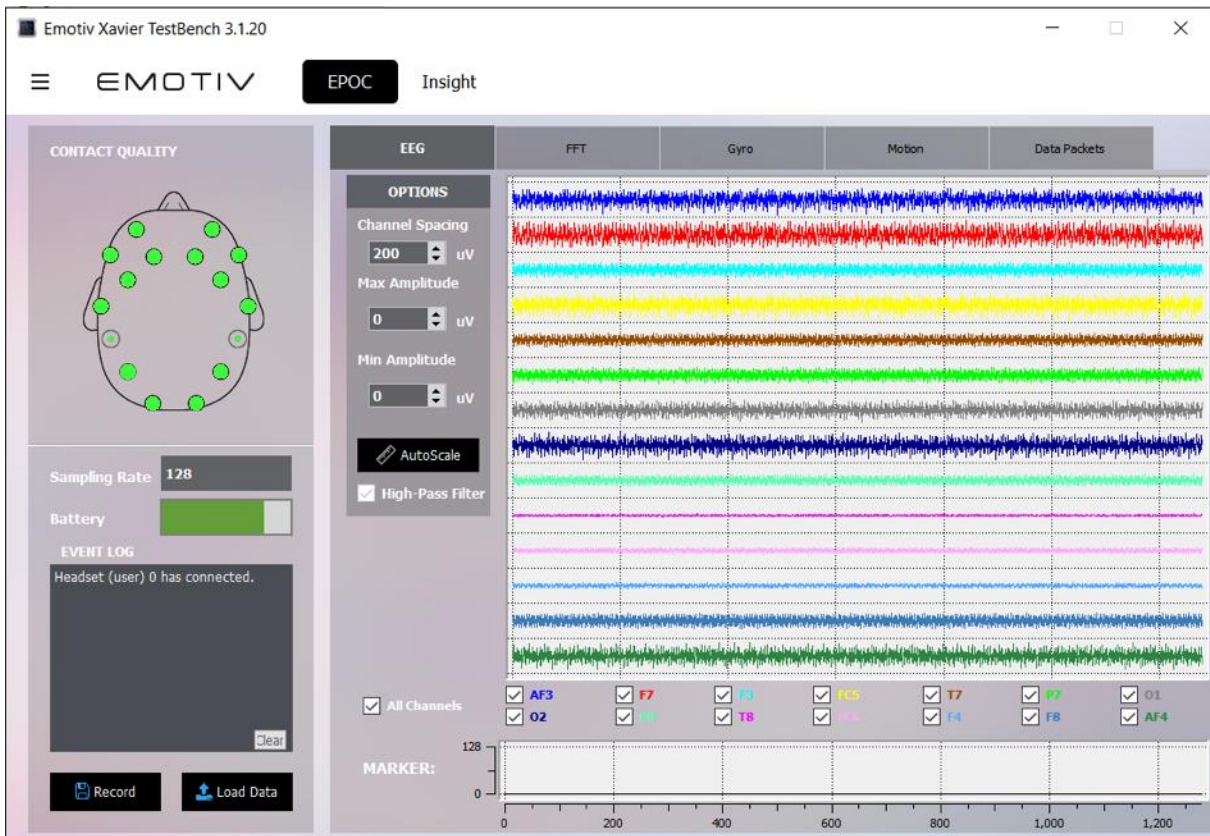 Emotiv Xavier TestBench 3.1.20
EMOTIV
EPOC
Insight
CONTACT QUALITY
EEG
FFT
Gyro
Motion
Data Packets
OPTIONS
Channel Spacing
200 uV
Max Amplitude
0 uV
Min Amplitude
0 uV
AutoScale
High-Pass Filter
Sampling Rate 128
Battery
EVENT LOG
Headset (user) 0 has connected.
Clear
Record
Load Data
All Channels
AF3 F7 F3 FC5 T7 P7 O1
O2 P8 T8 FC6 F4 F8 AF4
MARKER:
128
0
0 200 400 600 800 1,000 1,200